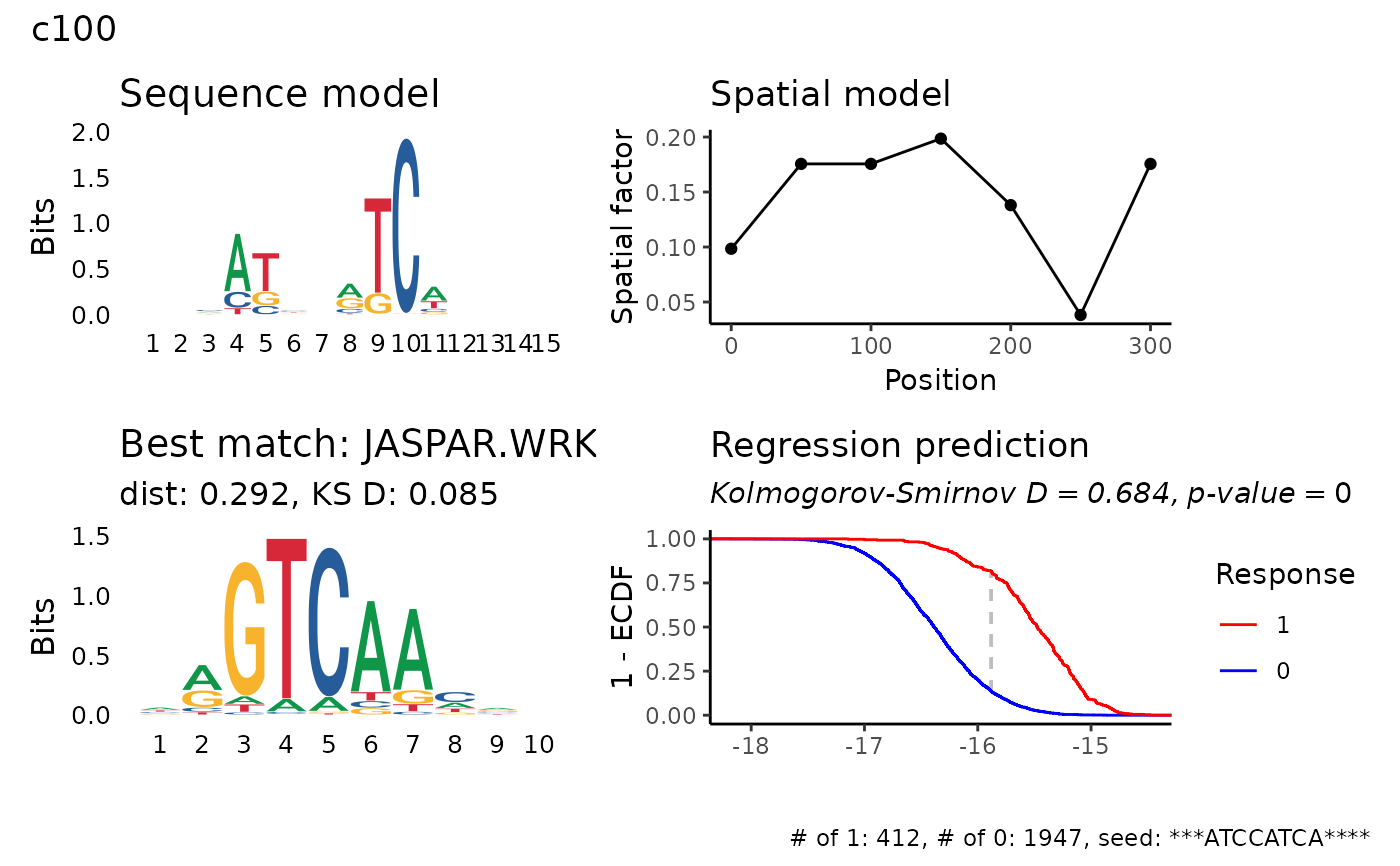 c100
Sequence model
Bits
2.0
1.5
1.0
0.5
0.0
1 2 3 4 5 6 7 8 9 10 11 12 13 14 15
Spatial model
Spatial factor
0.20
0.15
0.10
0.05
0 100 200 300
Position
Best match: JASPAR.WRK
dist: 0.292, KS D: 0.085
Bits
1.5
1.0
0.5
0.0
1 2 3 4 5 6 7 8 9 10
Regression prediction
Kolmogorov-Smirnov D = 0.684, p-value = 0
1 - ECDF
1.00
0.75
0.50
0.25
0.00
-18 -17 -16 -15
Response
1
0
# of 1: 412, # of 0: 1947, seed: ***ATCCATCA****